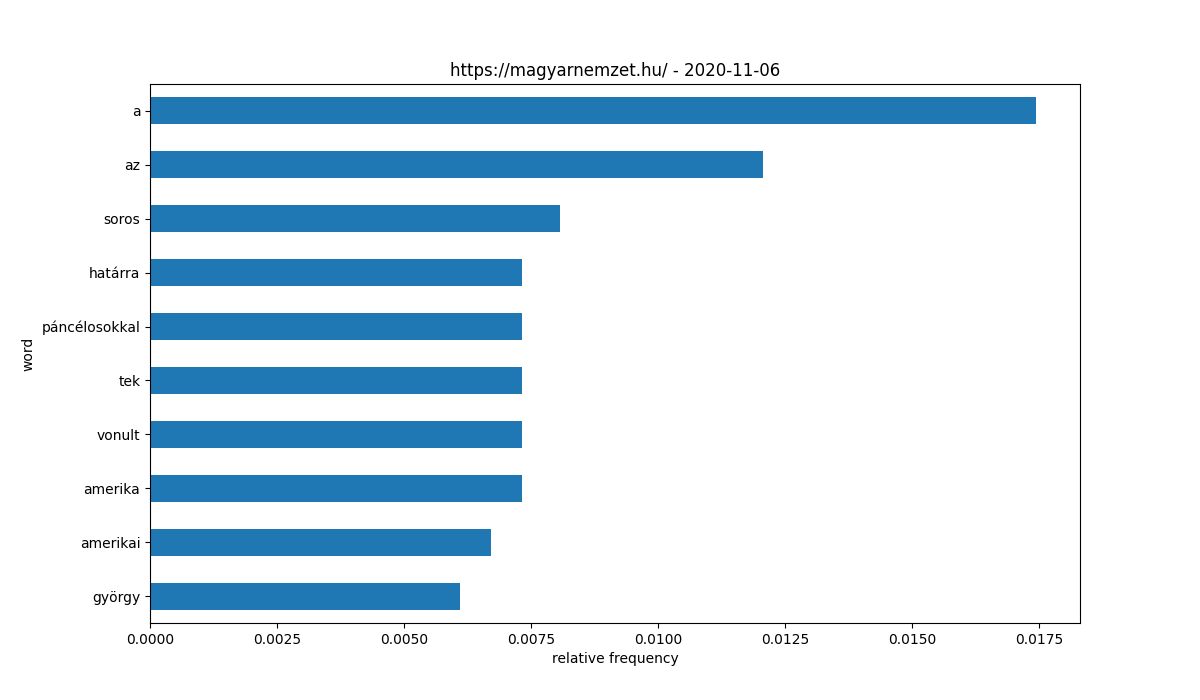 https://magyarnemzet.hu/ - 2020-11-06
a
az
soros
határra
páncélosokkal
tek
vonult
amerika
amerikai
györgy
word
0.0000 0.0025 0.0050 0.0075 0.0100 0.0125 0.0150 0.0175
relative frequency